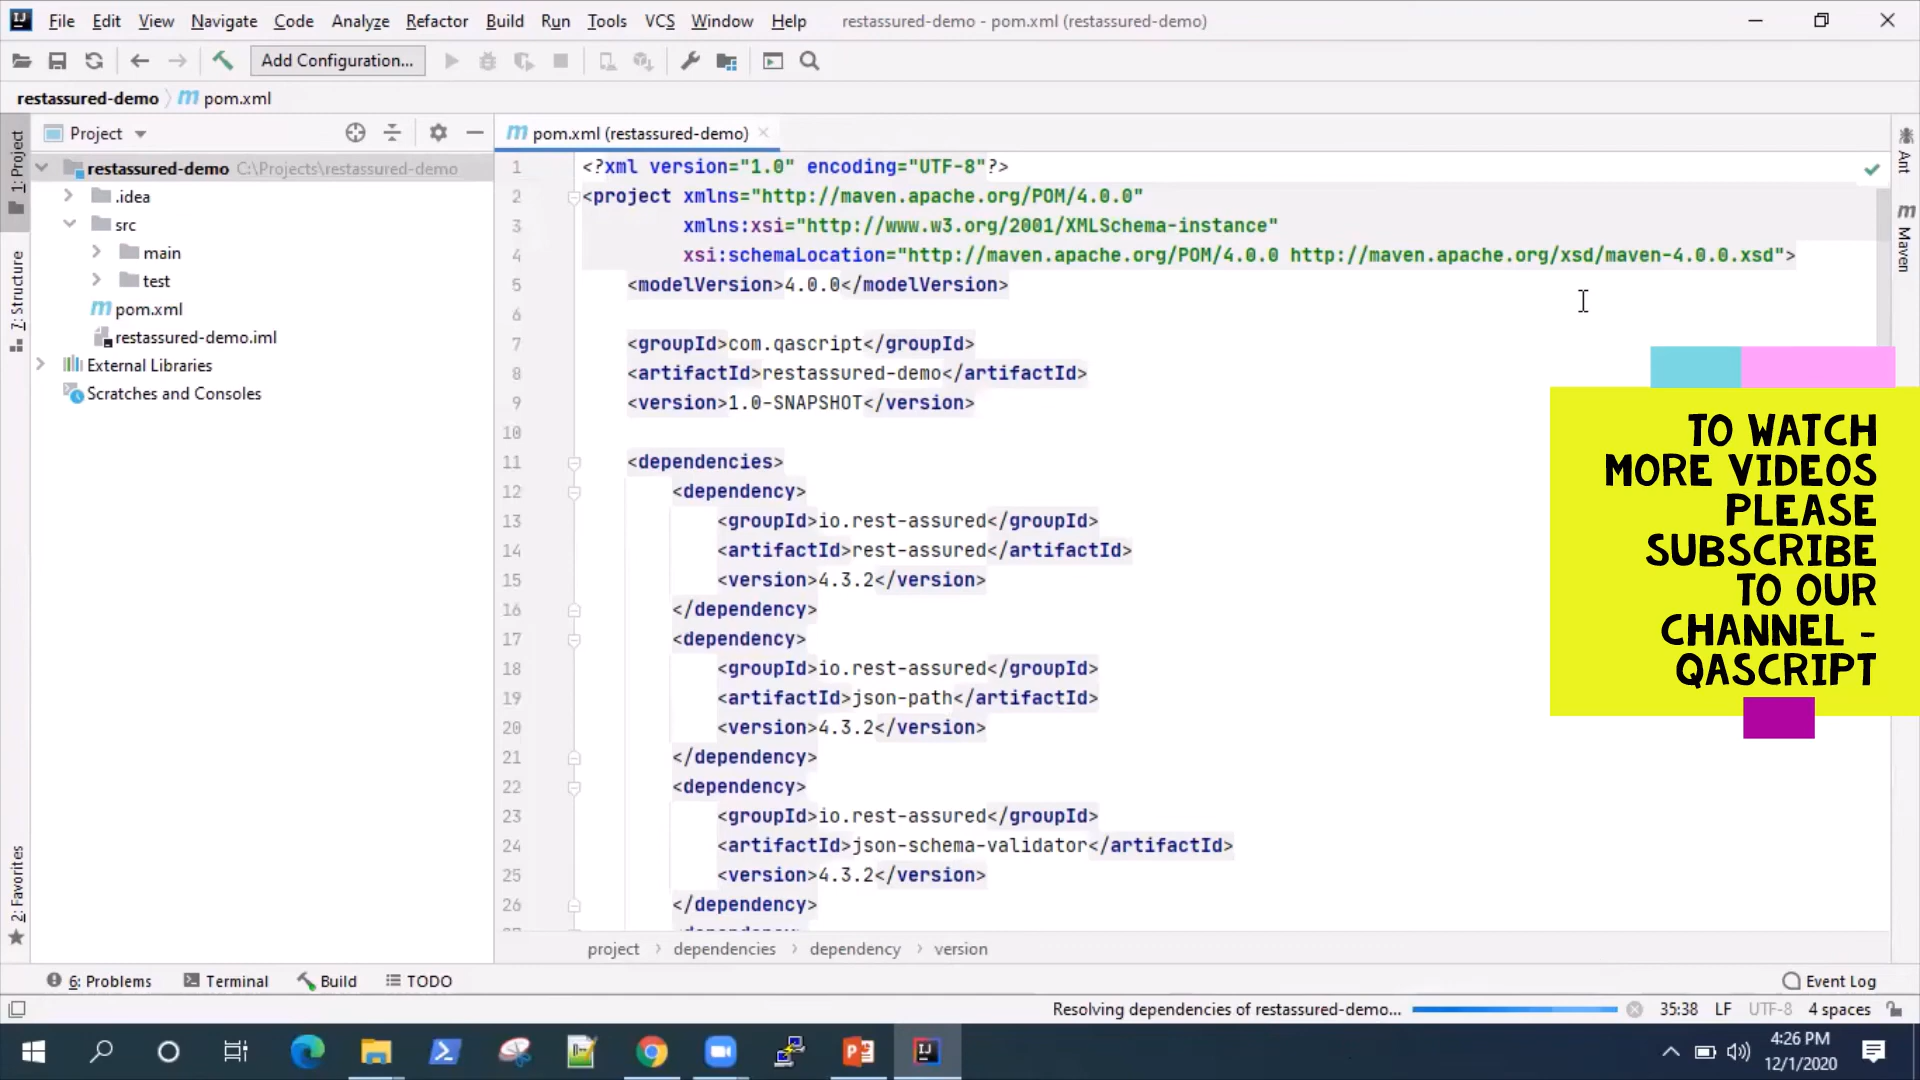 File Edit View Navigate Code Analyze Refactor Build Run Tools VCS Window Help restassured-demo - pom.xml (restassured-demo)
Add Configuration...
restassured-demo pom.xml
Project
pom.xml (restassured-demo)
1: Project
7: Structure
2: Favorites
Ant
Maven
restassured-demo C:\Projects\restassured-demo
.idea
src
main
test
pom.xml
restassured-demo.iml
External Libraries
Scratches and Consoles
1 <?xml version="1.0" encoding="UTF-8"?>
2 <project xmlns="http://maven.apache.org/POM/4.0.0"
3 xmlns:xsi="http://www.w3.org/2001/XMLSchema-instance"
4 xsi:schemaLocation="http://maven.apache.org/POM/4.0.0 http://maven.apache.org/xsd/maven-4.0.0.xsd">
5 <modelVersion>4.0.0</modelVersion>
6
7 <groupId>com.qascript</groupId>
8 <artifactId>restassured-demo</artifactId>
9 <version>1.0-SNAPSHOT</version>
10
11 <dependencies>
12 <dependency>
13 <groupId>io.rest-assured</groupId>
14 <artifactId>rest-assured</artifactId>
15 <version>4.3.2</version>
16 </dependency>
17 <dependency>
18 <groupId>io.rest-assured</groupId>
19 <artifactId>json-path</artifactId>
20 <version>4.3.2</version>
21 </dependency>
22 <dependency>
23 <groupId>io.rest-assured</groupId>
24 <artifactId>json-schema-validator</artifactId>
25 <version>4.3.2</version>
26 </dependency>
TO WATCH
MORE VIDEOS
PLEASE
SUBSCRIBE
TO OUR
CHANNEL -
QASCRIPT
project dependencies dependency version
6: Problems Terminal Build TODO Event Log
Resolving dependencies of restassured-demo... 35:38 LF UTF-8 4 spaces
4:26 PM
12/1/2020